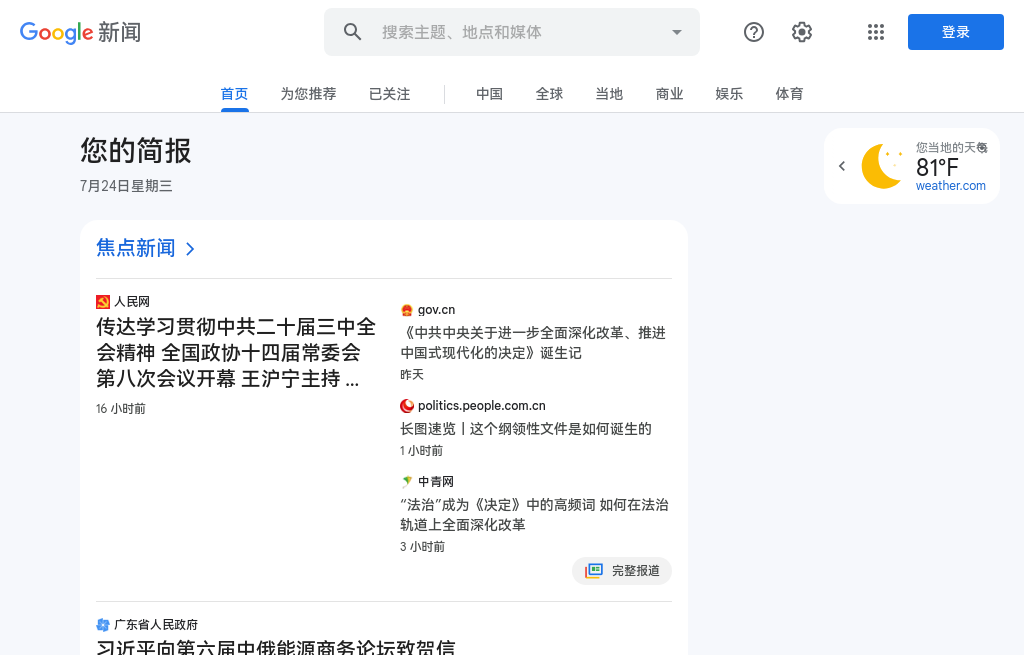 Google 新闻
搜索主题、地点和媒体
登录
首页 为您推荐 已关注 中国 全球 当地 商业 娱乐 体育
您的简报
7月24日星期三
您当地的天气
81°F
weather.com
焦点新闻
人民网
传达学习贯彻中共二十届三中全
会精神 全国政协十四届常委会
第八次会议开幕 王沪宁主持 ...
16 小时前
gov.cn
《中共中央关于进一步全面深化改革、推进
中国式现代化的决定》诞生记
昨天
politics.people.com.cn
长图速览丨这个纲领性文件是如何诞生的
1 小时前
中青网
“法治”成为《决定》中的高频词 如何在法治
轨道上全面深化改革
3 小时前
完整报道
广东省人民政府
习近平向第六届中俄能源商务论坛致贺信